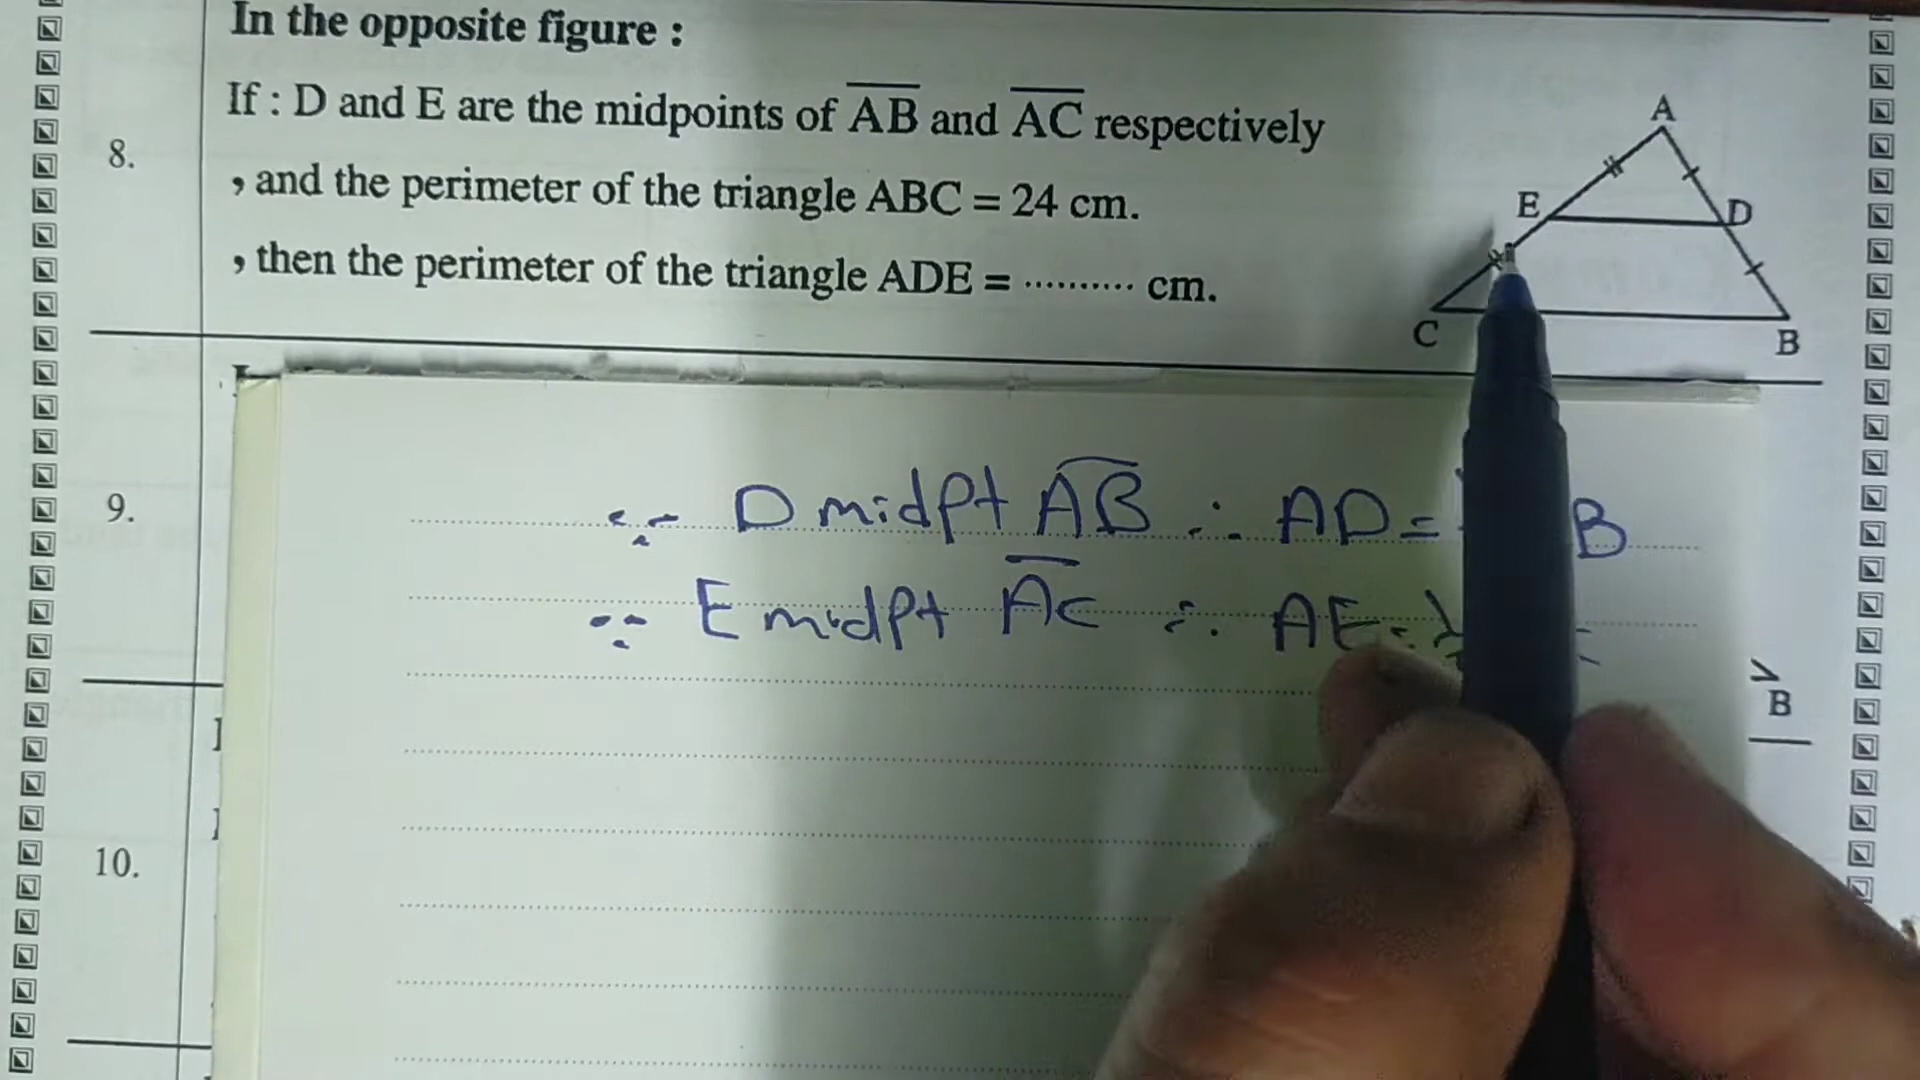 In the opposite figure :
8.
If : D and E are the midpoints of AB and AC respectively
, and the perimeter of the triangle ABC = 24 cm.
, then the perimeter of the triangle ADE = .......... cm.
A
E
D
C
B
9.
∵ D midpt AB ∴ AD = B
∵ E midpt AC ∴ AE =
B
10.